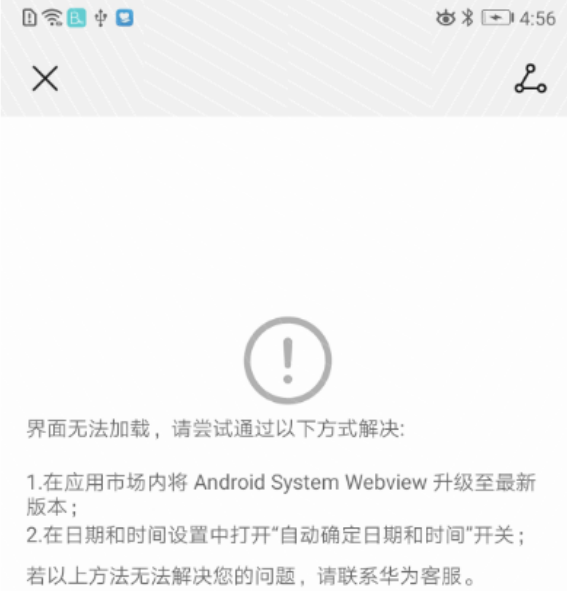 4:56
界面无法加载，请尝试通过以下方式解决:
1.在应用市场内将 Android System Webview 升级至最新
版本；
2.在日期和时间设置中打开“自动确定日期和时间”开关；
若以上方法无法解决您的问题，请联系华为客服。